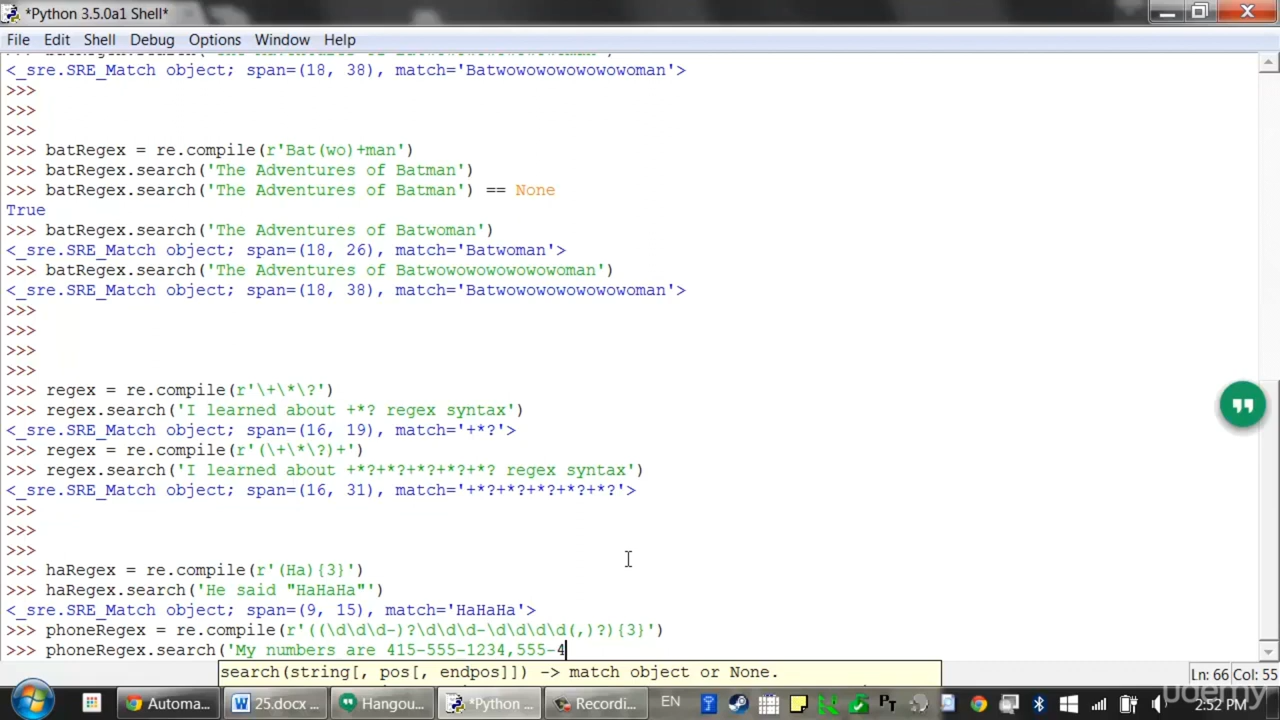 *Python 3.5.0a1 Shell*
File Edit Shell Debug Options Window Help
<_sre.SRE_Match object; span=(18, 38), match='Batwowowowowowowoman'>
>>>
>>>
>>>
>>> batRegex = re.compile(r'Bat(wo)+man')
>>> batRegex.search('The Adventures of Batman')
>>> batRegex.search('The Adventures of Batman') == None
True
>>> batRegex.search('The Adventures of Batwoman')
<_sre.SRE_Match object; span=(18, 26), match='Batwoman'>
>>> batRegex.search('The Adventures of Batwowowowowowowoman')
<_sre.SRE_Match object; span=(18, 38), match='Batwowowowowowowoman'>
>>>
>>>
>>>
>>>
>>> regex = re.compile(r'\+\*\?')
>>> regex.search('I learned about +*? regex syntax')
<_sre.SRE_Match object; span=(16, 19), match='+*?'>
>>> regex = re.compile(r'(\+\*\?)+')
>>> regex.search('I learned about +*?+*?+*?+*?+*? regex syntax')
<_sre.SRE_Match object; span=(16, 31), match='+*?+*?+*?+*?+*?'>
>>>
>>>
>>>
>>> haRegex = re.compile(r'(Ha){3}')
>>> haRegex.search('He said "HaHaHa"')
<_sre.SRE_Match object; span=(9, 15), match='HaHaHa'>
>>> phoneRegex = re.compile(r'((\d\d\d-)?\d\d\d-\d\d\d\d(,)?){3}')
>>> phoneRegex.search('My numbers are 415-555-1234,555-4
search(string[, pos[, endpos]]) -> match object or None.
Ln: 66 Col: 55
Automa... 25.docx ... Hangou... *Python ... Recordi... EN 2:52 PM
udemy